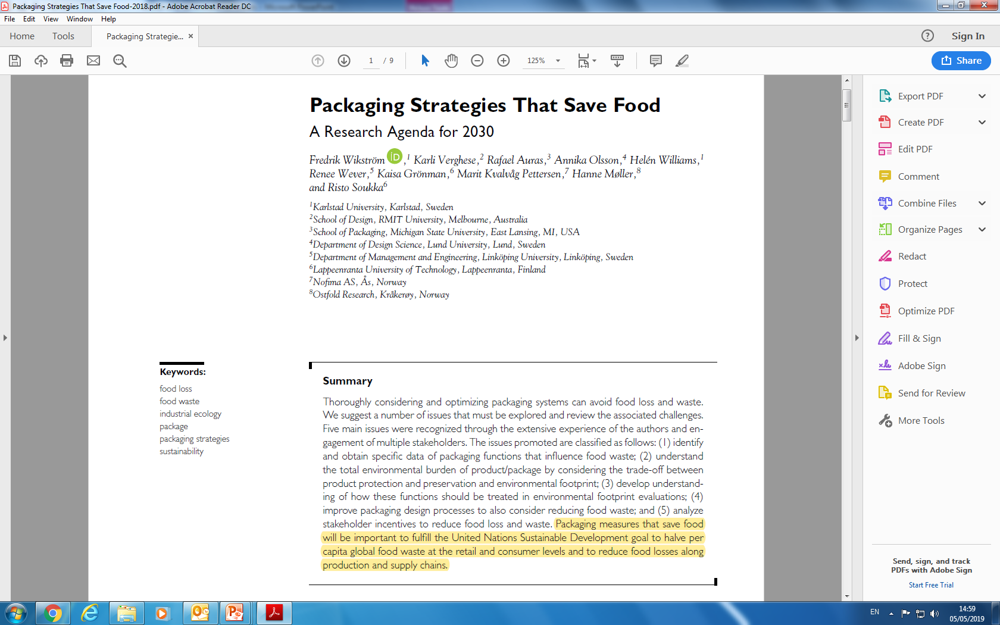 Packaging Strategies That Save Food-2018.pdf - Adobe Acrobat Reader DC
File Edit View Window Help
Home Tools Packaging Strategie... × Sign In
1 / 9 125% Share
Packaging Strategies That Save Food
A Research Agenda for 2030
Fredrik Wikström iD,1 Karli Verghese,2 Rafael Auras,3 Annika Olsson,4 Helén Williams,1
Renee Wever,5 Kaisa Grönman,6 Marit Kvalvåg Pettersen,7 Hanne Møller,8
and Risto Soukka6
1Karlstad University, Karlstad, Sweden
2School of Design, RMIT University, Melbourne, Australia
3School of Packaging, Michigan State University, East Lansing, MI, USA
4Department of Design Science, Lund University, Lund, Sweden
5Department of Management and Engineering, Linköping University, Linköping, Sweden
6Lappeenranta University of Technology, Lappeenranta, Finland
7Nofima AS, Ås, Norway
8Ostfold Research, Kråkerøy, Norway
Keywords:
food loss
food waste
industrial ecology
package
packaging strategies
sustainability
Summary
Thoroughly considering and optimizing packaging systems can avoid food loss and waste.
We suggest a number of issues that must be explored and review the associated challenges.
Five main issues were recognized through the extensive experience of the authors and en-
gagement of multiple stakeholders. The issues promoted are classified as follows: (1) identify
and obtain specific data of packaging functions that influence food waste; (2) understand
the total environmental burden of product/package by considering the trade-off between
product protection and preservation and environmental footprint; (3) develop understand-
ing of how these functions should be treated in environmental footprint evaluations; (4)
improve packaging design processes to also consider reducing food waste; and (5) analyze
stakeholder incentives to reduce food loss and waste. Packaging measures that save food
will be important to fulfill the United Nations Sustainable Development goal to halve per
capita global food waste at the retail and consumer levels and to reduce food losses along
production and supply chains.
Export PDF
Create PDF
Edit PDF
Comment
Combine Files
Organize Pages
Redact
Protect
Optimize PDF
Fill & Sign
Adobe Sign
Send for Review
More Tools
Send, sign, and track
PDFs with Adobe Sign
Start Free Trial
EN
14:59
05/05/2019